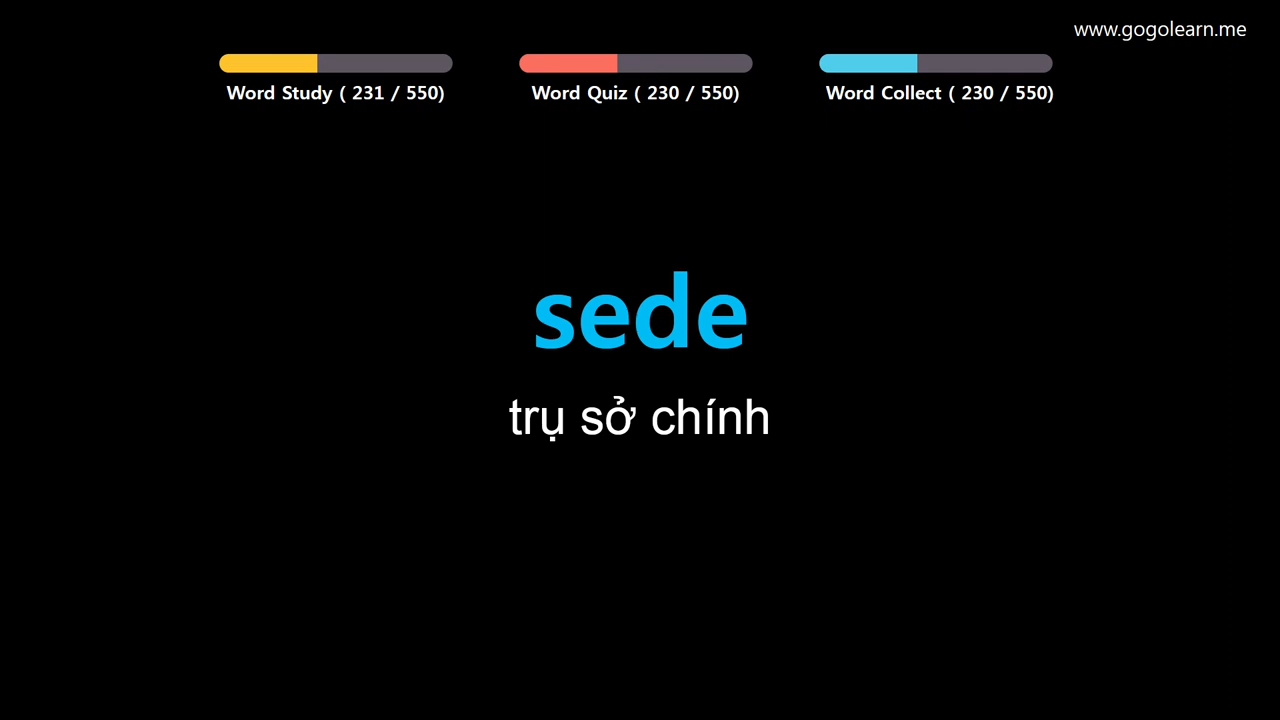 www.gogolearn.me
Word Study ( 231 / 550)
Word Quiz ( 230 / 550)
Word Collect ( 230 / 550)
sede
trụ sở chính